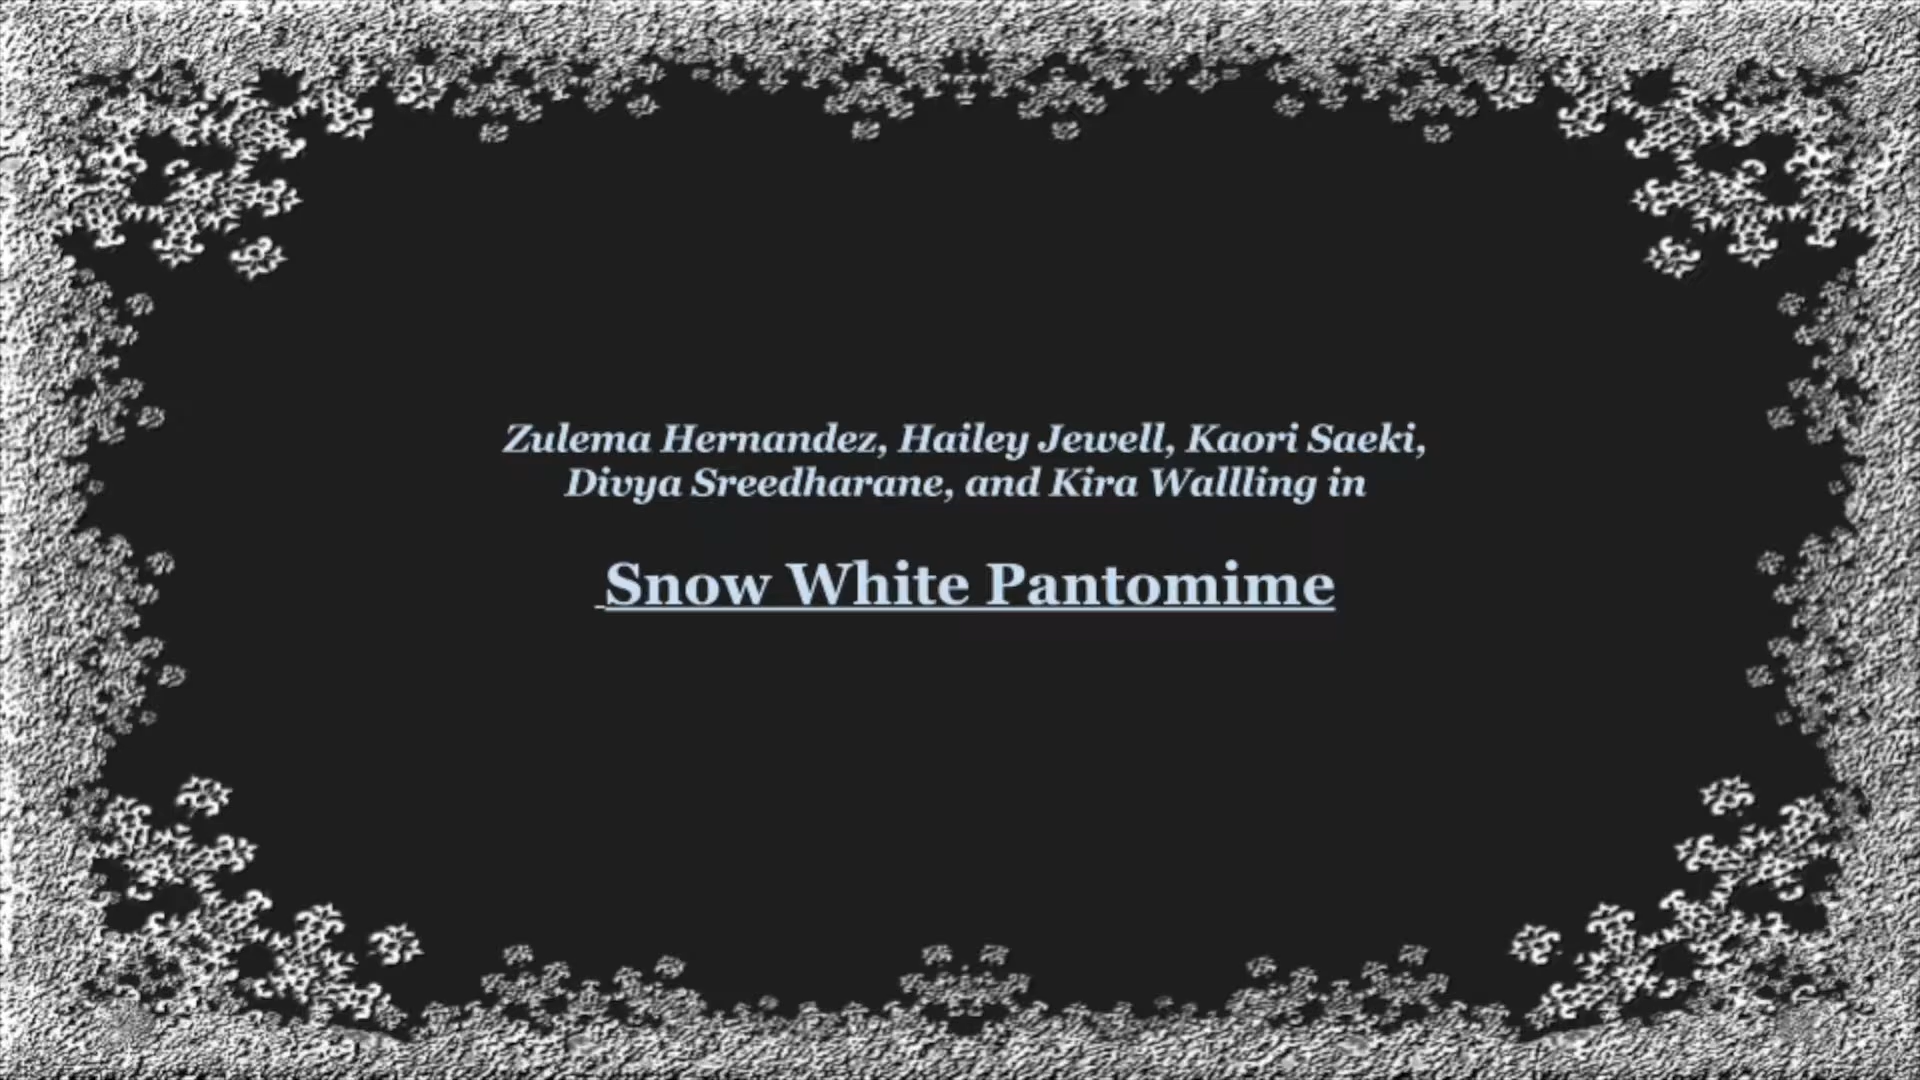 Zulema Hernandez, Hailey Jewell, Kaori Saeki,
Divya Sreedharane, and Kira Wallling in
Snow White Pantomime